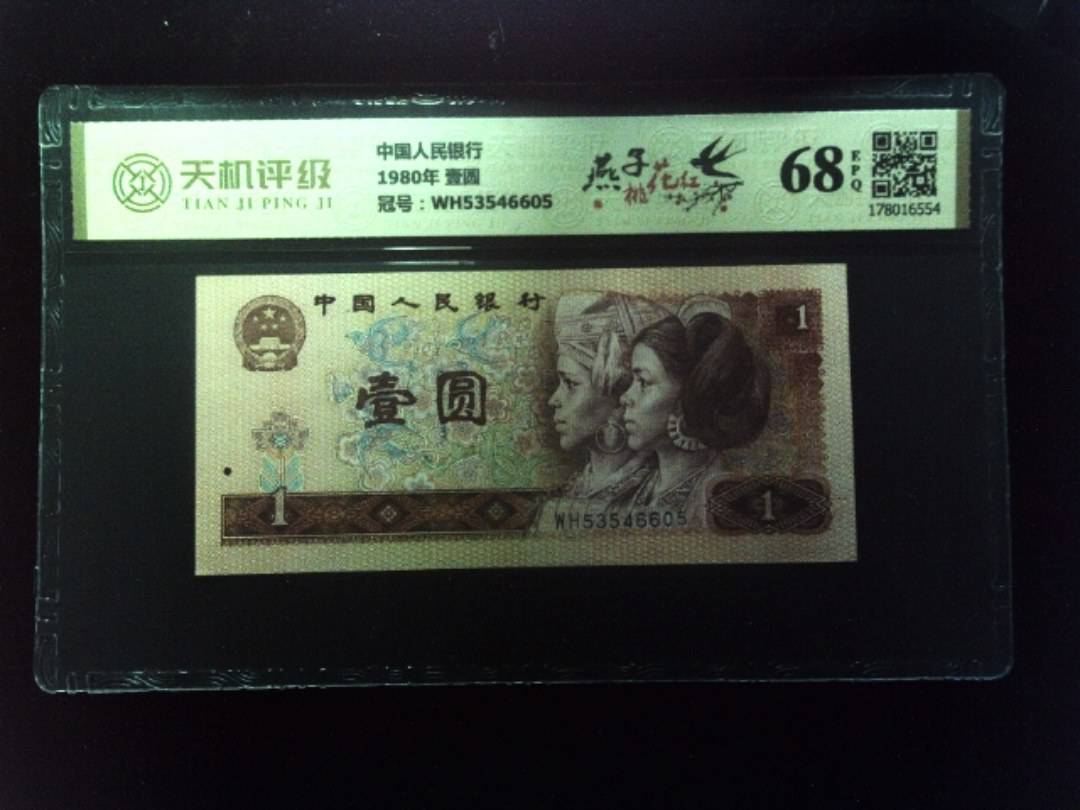 天机评级
TIAN JI PING JI
中国人民银行
1980年 壹圆
冠号：WH53546605
燕子
桃花红
68
EPQ
178016554
中国人民银行
壹圆
1
1
WH53546605
1